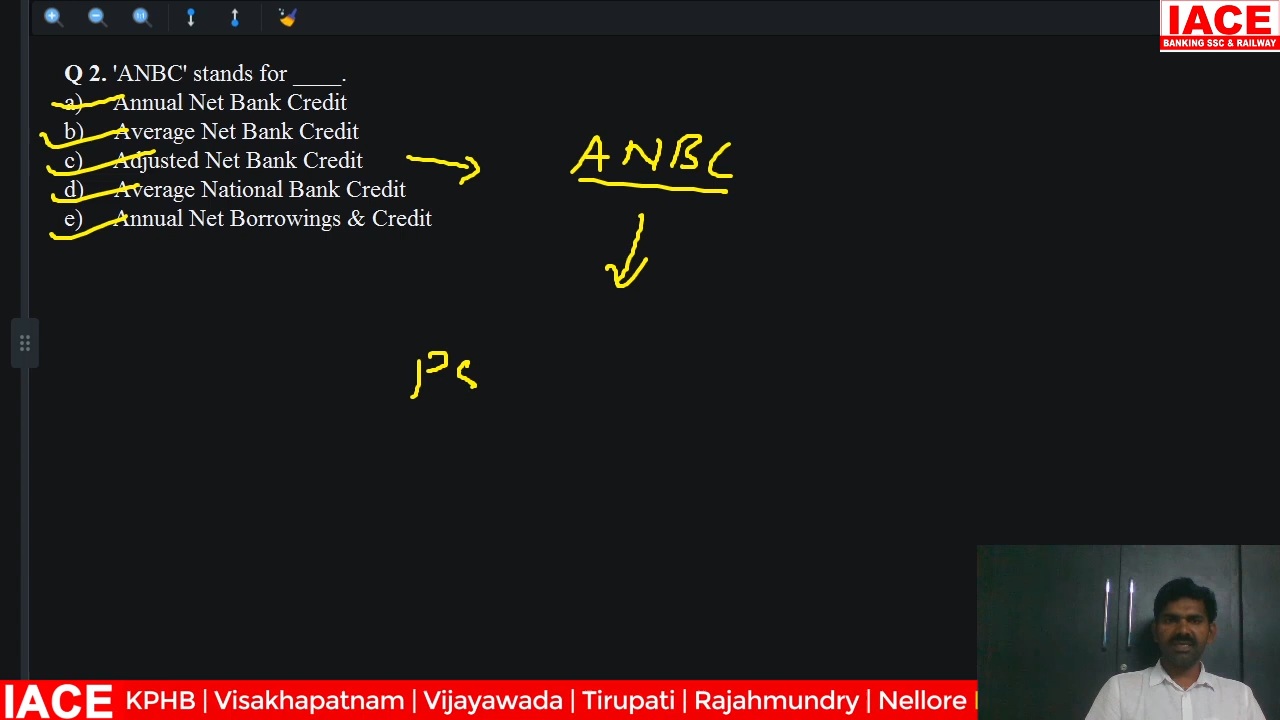 IACE
BANKING SSC & RAILWAY
Q 2. 'ANBC' stands for ____.
a) Annual Net Bank Credit
b) Average Net Bank Credit
c) Adjusted Net Bank Credit
d) Average National Bank Credit
e) Annual Net Borrowings & Credit
ANBC
PS
IACE KPHB | Visakhapatnam | Vijayawada | Tirupati | Rajahmundry | Nellore